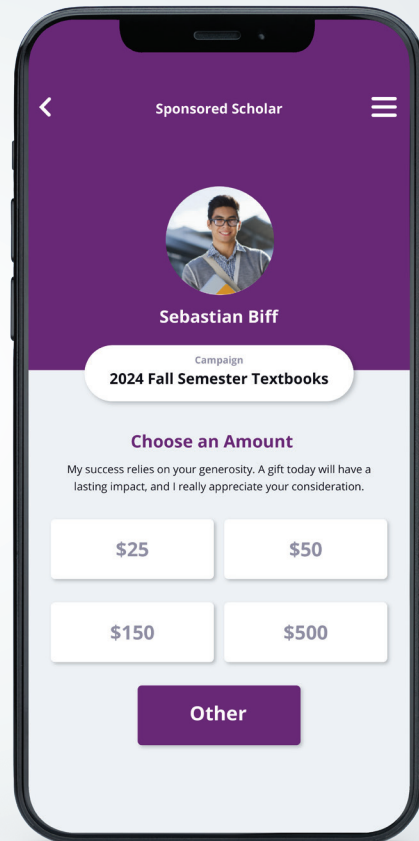 Sponsored Scholar
Sebastian Biff
Campaign
2024 Fall Semester Textbooks
Choose an Amount
My success relies on your generosity. A gift today will have a
lasting impact, and I really appreciate your consideration.
$25
$50
$150
$500
Other